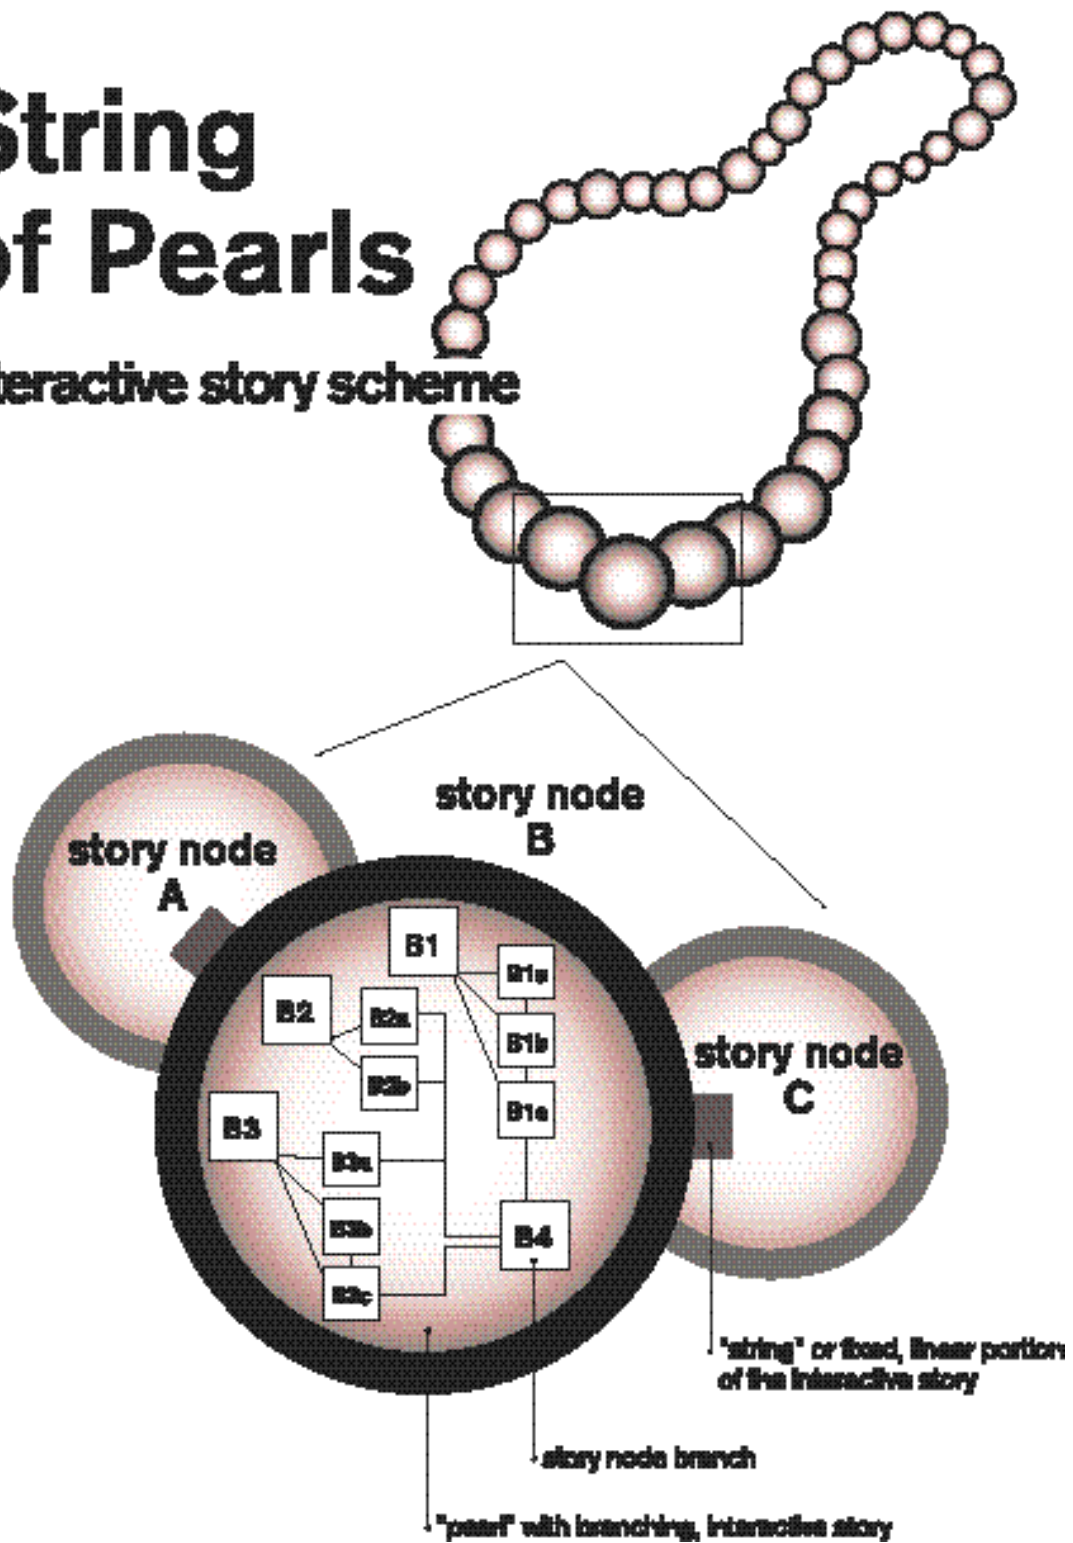 String
of Pearls
teractive story scheme
story node
A
story node
B
story node
C
B1
B1a
B1b
B1c
B2
B2a
B2b
B3
B3a
B3b
B3c
B4
"string" or fixed, linear portion
of the interactive story
story node branch
"pearl" with branching, interactive story